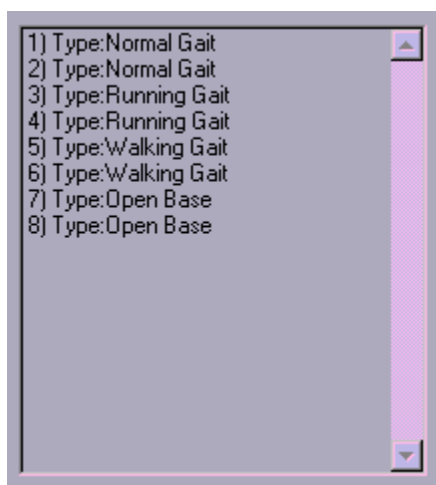 1) Type:Normal Gait
2) Type:Normal Gait
3) Type:Running Gait
4) Type:Running Gait
5) Type:Walking Gait
6) Type:Walking Gait
7) Type:Open Base
8) Type:Open Base